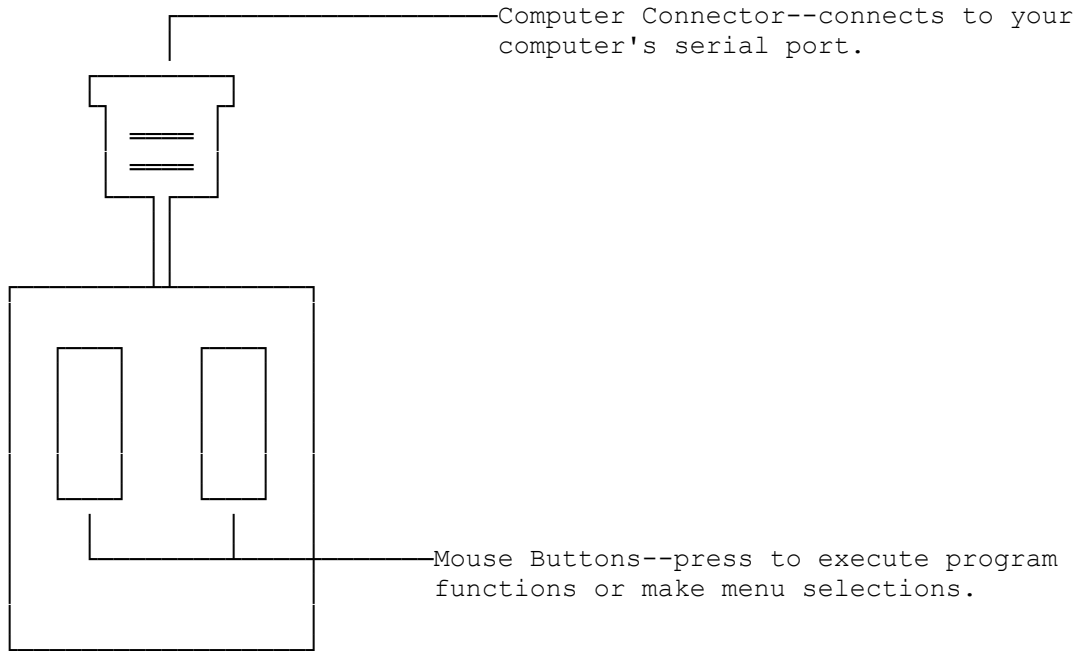 Computer Connector--connects to your
computer's serial port.
Mouse Buttons--press to execute program
functions or make menu selections.